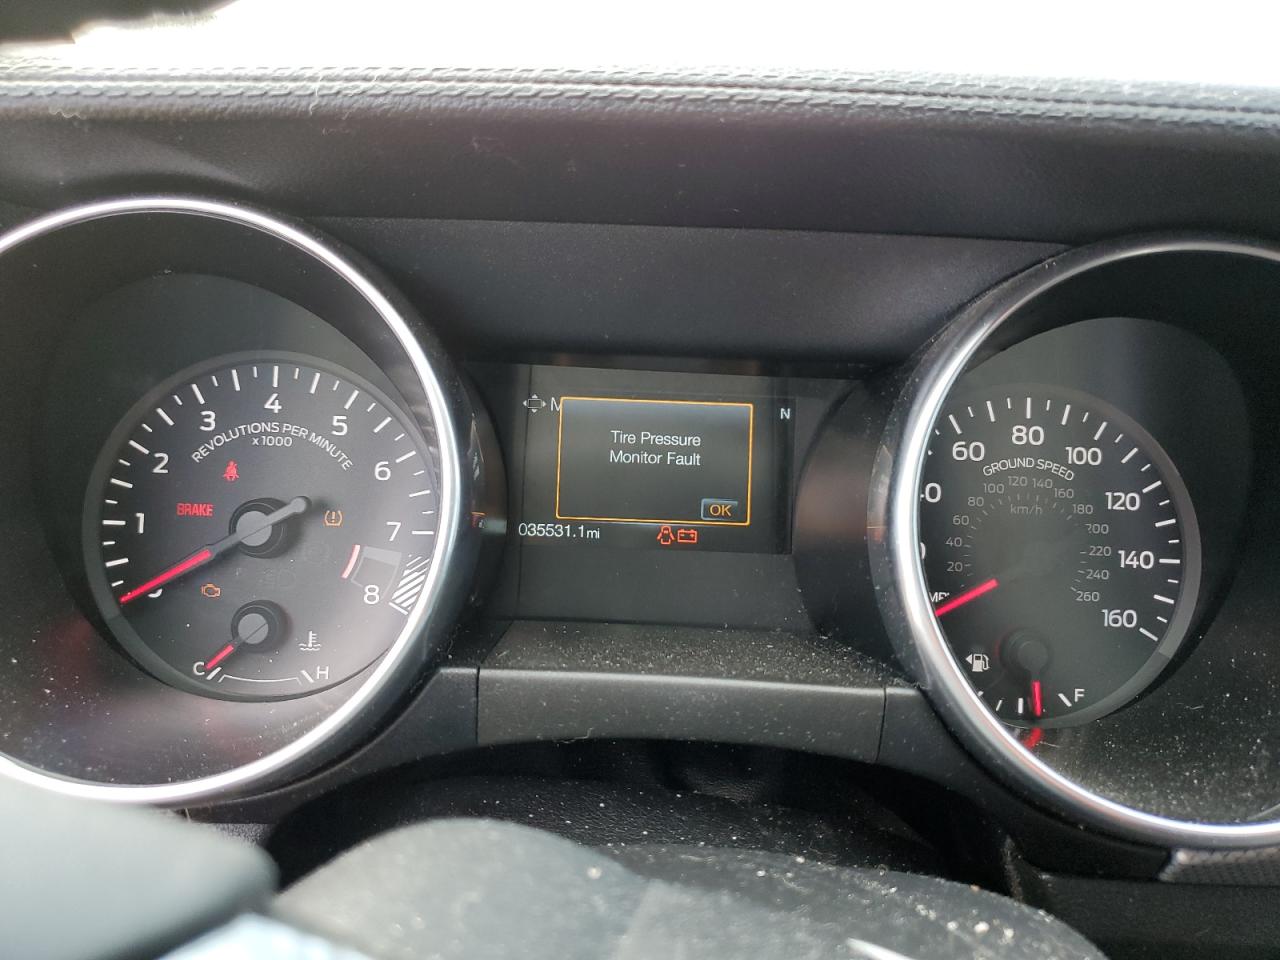 1
2
3
4
5
6
7
8
REVOLUTIONS PER MINUTE
x1000
BRAKE
C
H
N
Tire Pressure
Monitor Fault
OK
035531.1mi
60
80
100
120
140
160
GROUND SPEED
km/h
20
40
60
80
100
120
140
160
180
200
220
240
260
F